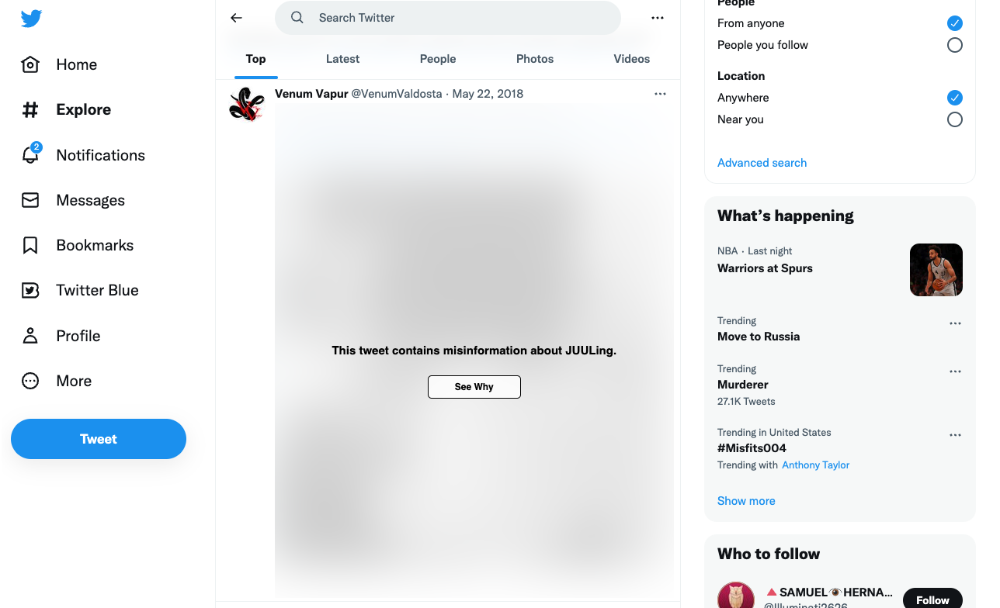 Search Twitter
Top
Latest
People
Photos
Videos
Home
Explore
2
Notifications
Messages
Bookmarks
Twitter Blue
Profile
More
Tweet
Venum Vapur @VenumValdosta · May 22, 2018
This tweet contains misinformation about JUULing.
See Why
People
From anyone
People you follow
Location
Anywhere
Near you
Advanced search
What's happening
NBA · Last night
Warriors at Spurs
Trending
Move to Russia
Trending
Murderer
27.1K Tweets
Trending in United States
#Misfits004
Trending with Anthony Taylor
Show more
Who to follow
🔺SAMUEL👁HERNA...
@Illuminati2626
Follow